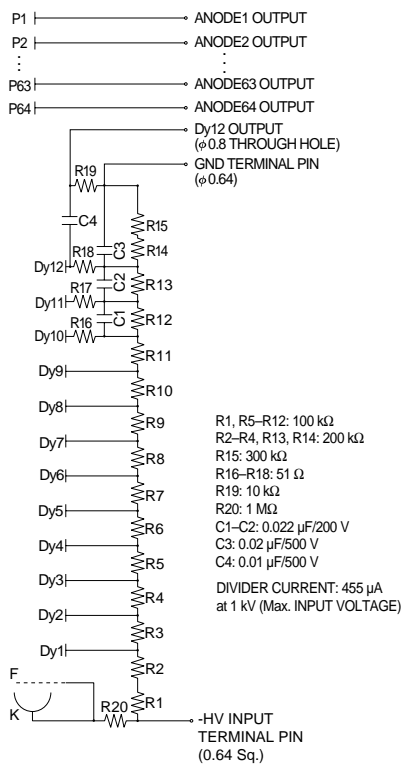 P1 ANODE1 OUTPUT
P2 ANODE2 OUTPUT
P63 ANODE63 OUTPUT
P64 ANODE64 OUTPUT
Dy12 OUTPUT
(φ0.8 THROUGH HOLE)
GND TERMINAL PIN
(φ0.64)
R19
C4
R15
R14
C3
R18
Dy12
R13
C2
R17
Dy11
R12
C1
R16
Dy10
R11
Dy9
R10
Dy8
R9
Dy7
R8
Dy6
R7
Dy5
R6
Dy4
R5
Dy3
R4
Dy2
R3
Dy1
R2
R1
F
K
R20
R1, R5–R12: 100 kΩ
R2–R4, R13, R14: 200 kΩ
R15: 300 kΩ
R16–R18: 51 Ω
R19: 10 kΩ
R20: 1 MΩ
C1–C2: 0.022 µF/200 V
C3: 0.02 µF/500 V
C4: 0.01 µF/500 V
DIVIDER CURRENT: 455 µA
at 1 kV (Max. INPUT VOLTAGE)
-HV INPUT
TERMINAL PIN
(0.64 Sq.)